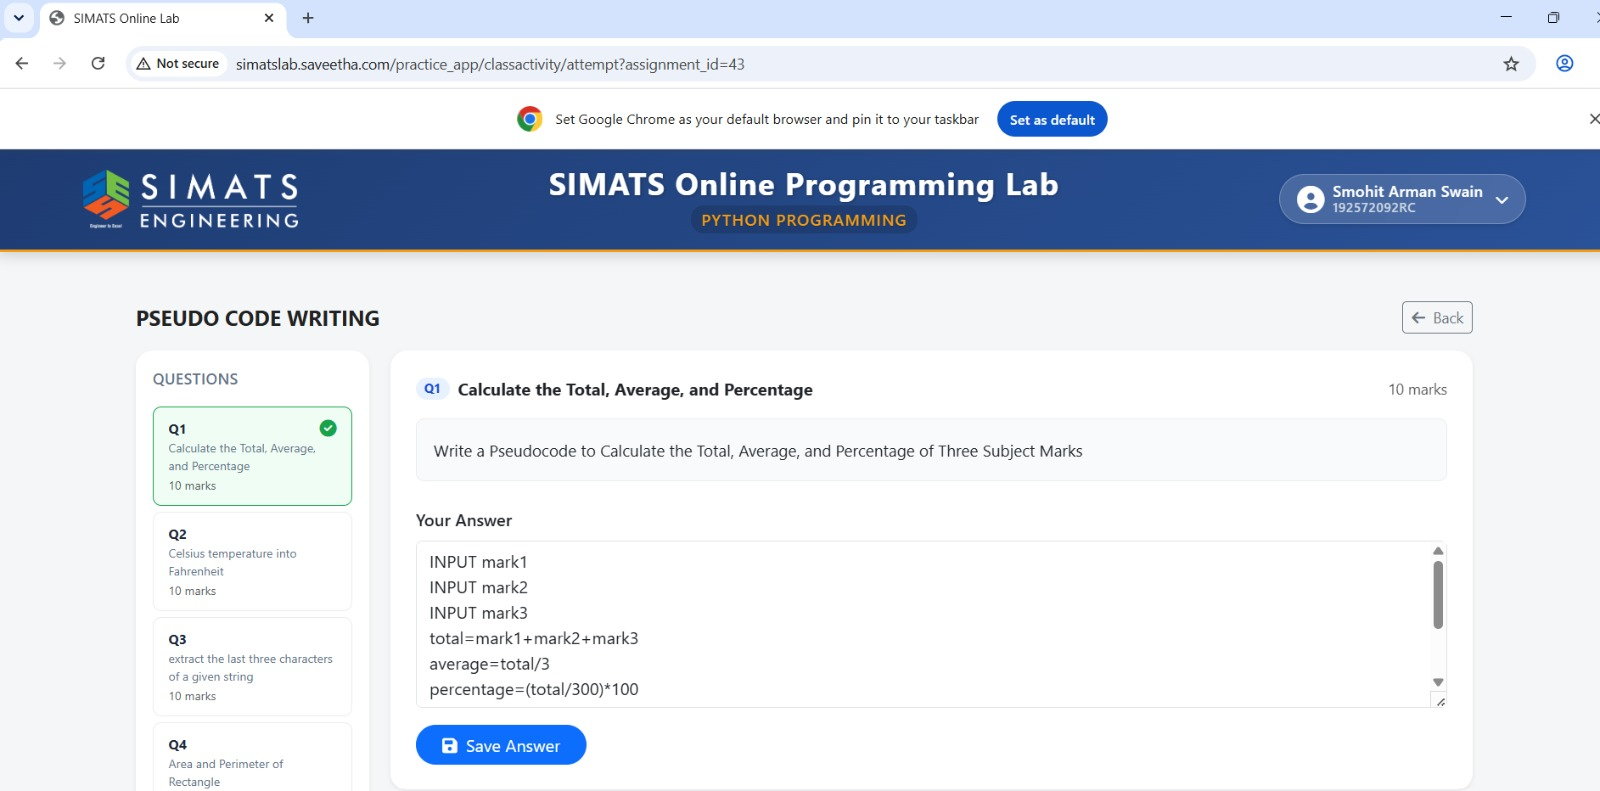 SIMATS Online Lab
Not secure
simatslab.saveetha.com/practice_app/classactivity/attempt?assignment_id=43
Set Google Chrome as your default browser and pin it to your taskbar
Set as default
SIMATS
ENGINEERING
Engineer to Excel
SIMATS Online Programming Lab
PYTHON PROGRAMMING
Smohit Arman Swain
192572092RC
PSEUDO CODE WRITING
Back
QUESTIONS
Q1
Calculate the Total, Average,
and Percentage
10 marks
Q2
Celsius temperature into
Fahrenheit
10 marks
Q3
extract the last three characters
of a given string
10 marks
Q4
Area and Perimeter of
Rectangle
Q1 Calculate the Total, Average, and Percentage
10 marks
Write a Pseudocode to Calculate the Total, Average, and Percentage of Three Subject Marks
Your Answer
INPUT mark1
INPUT mark2
INPUT mark3
total=mark1+mark2+mark3
average=total/3
percentage=(total/300)*100
Save Answer